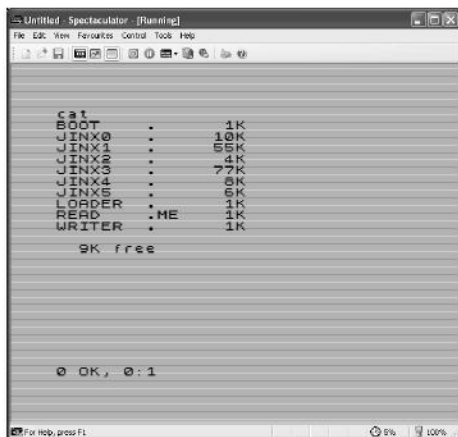 Untitled - Spectaculator - [Running]
File Edit View Favourites Control Tools Help
cat
BOOT . 1K
JINX0 . 10K
JINX1 . 55K
JINX2 . 4K
JINX3 . 77K
JINX4 . 8K
JINX5 . 6K
LOADER . 1K
READ .ME 1K
WRITER . 1K
9K free
0 OK, 0:1
For Help, press F1 5% 100%